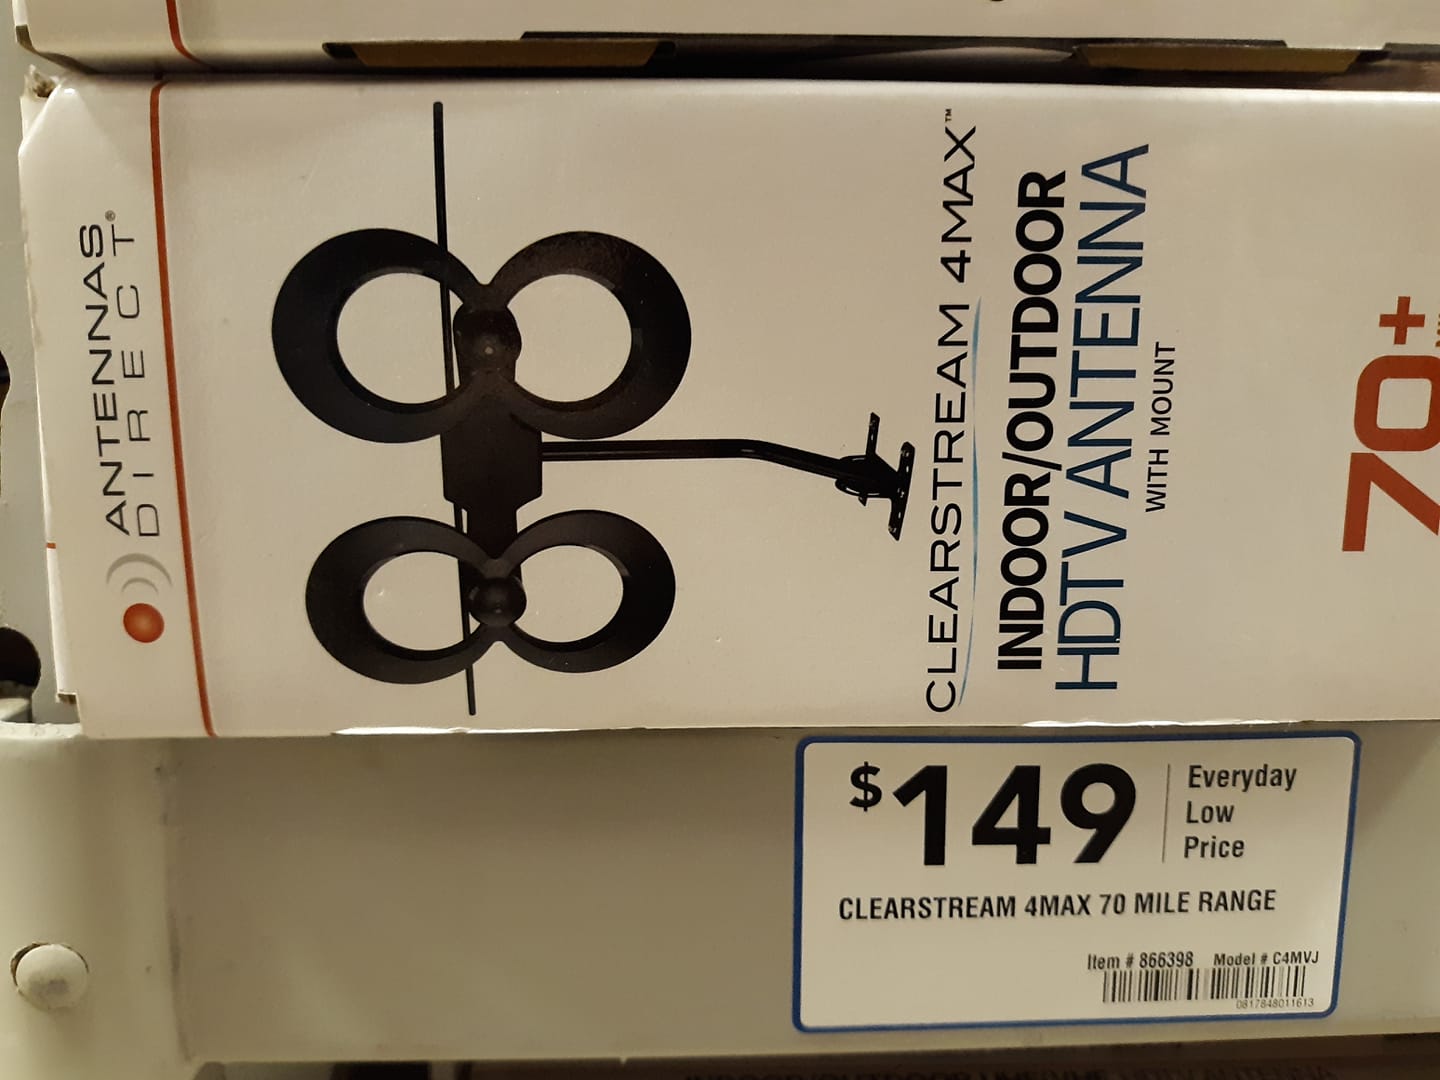 ANTENNAS
DIRECT®
CLEARSTREAM 4MAX™
INDOOR/OUTDOOR
HDTV ANTENNA
WITH MOUNT
70+
$149
Everyday
Low
Price
CLEARSTREAM 4MAX 70 MILE RANGE
Item # 866398 Model # C4MVJ
0817848011613